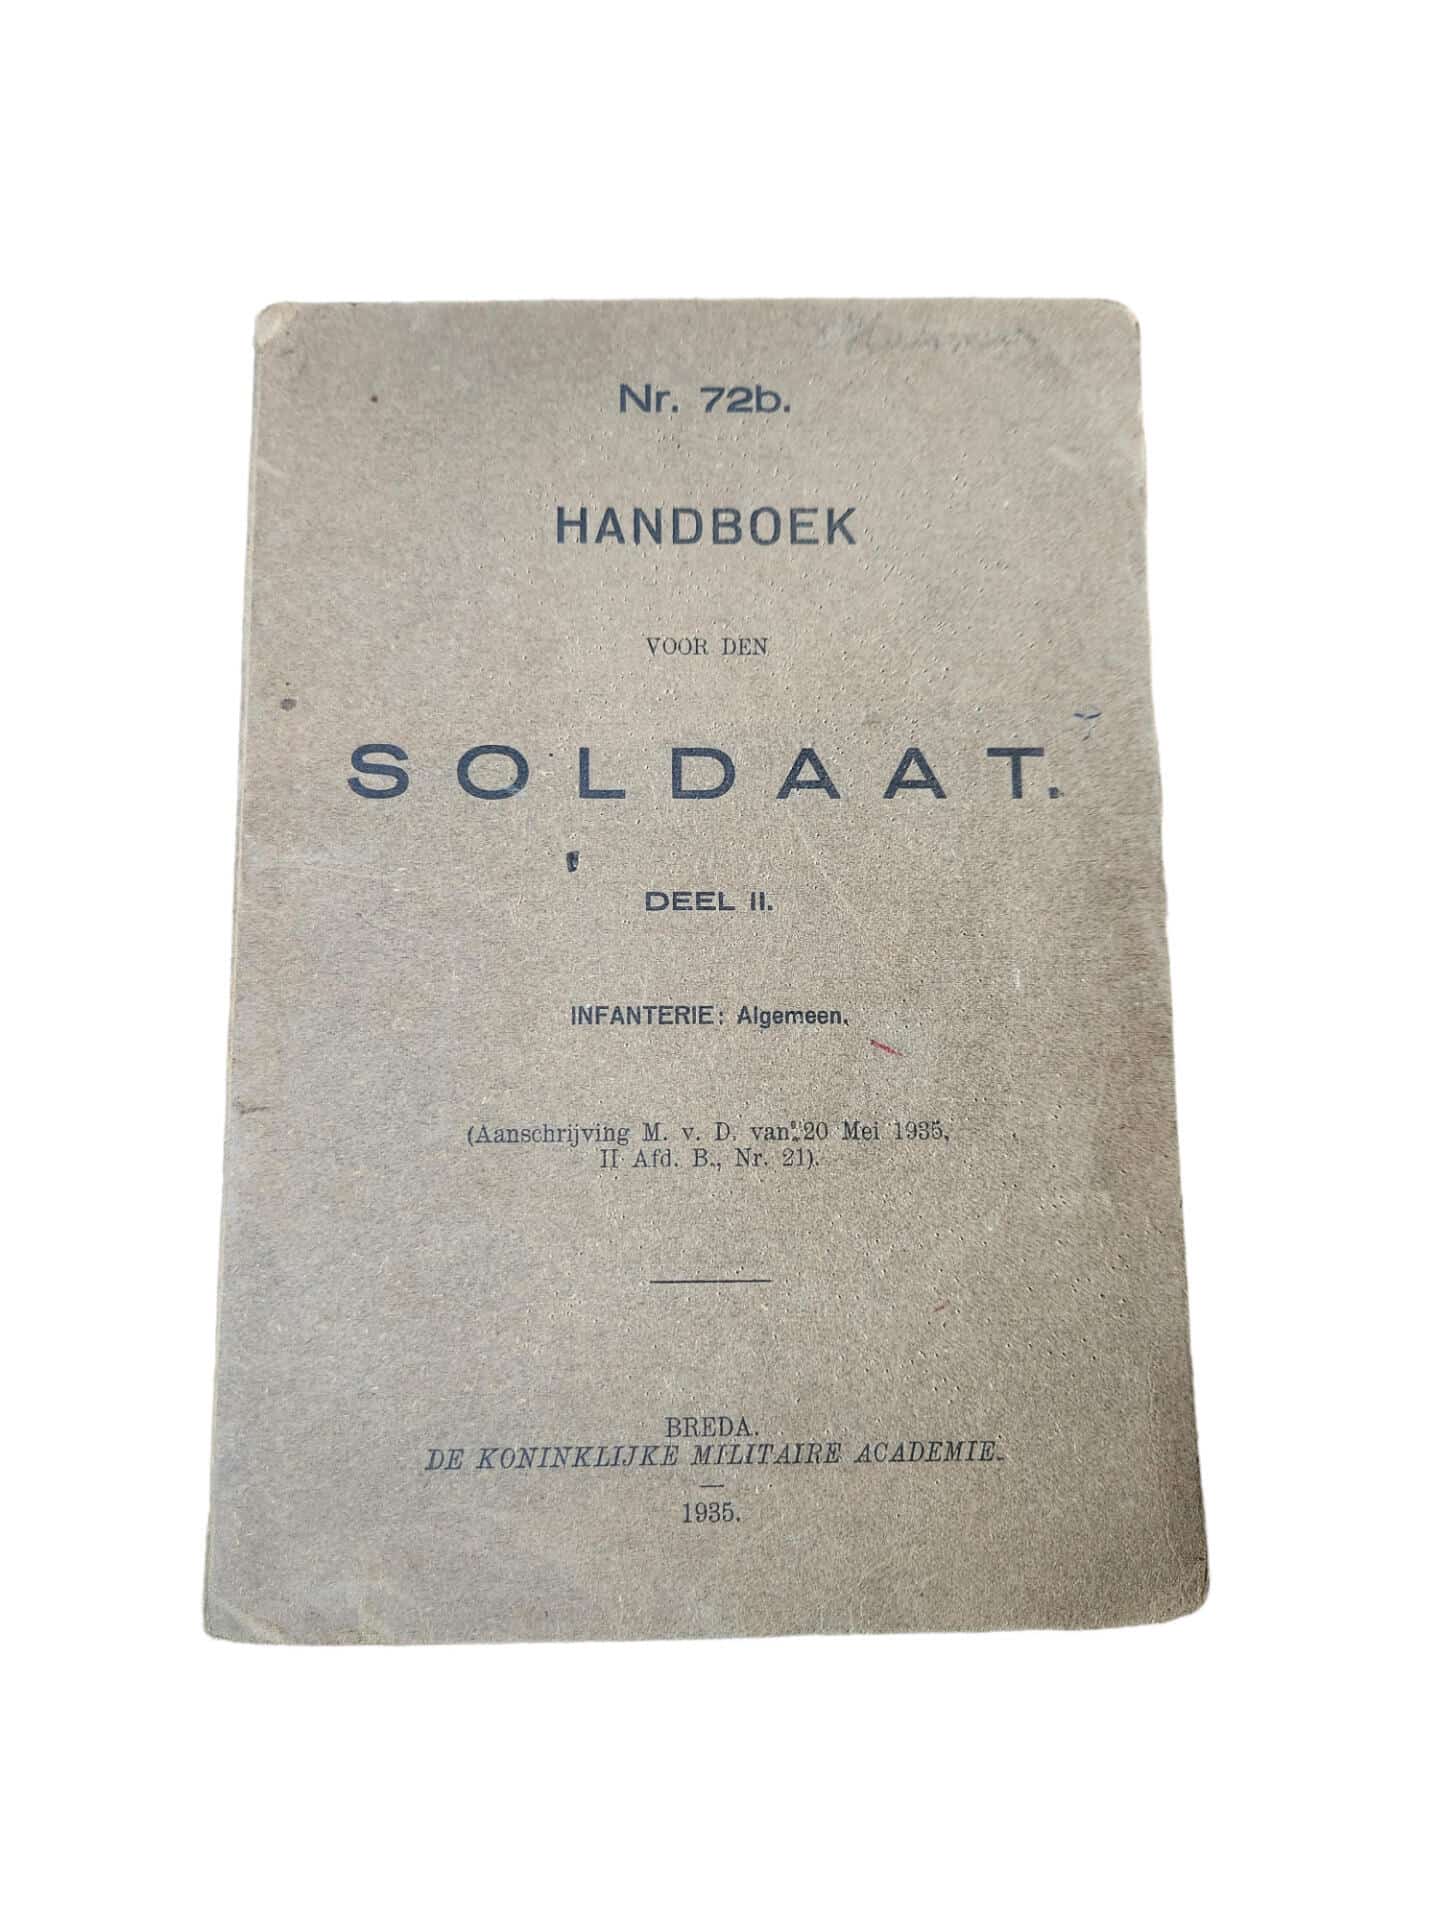 Nr. 72b.
HANDBOEK
VOOR DEN
SOLDAAT.
DEEL II.
INFANTERIE: Algemeen.
(Aanschrijving M. v. D. van 20 Mei 1935,
II Afd. B., Nr. 21).
BREDA.
DE KONINKLIJKE MILITAIRE ACADEMIE.
1935.